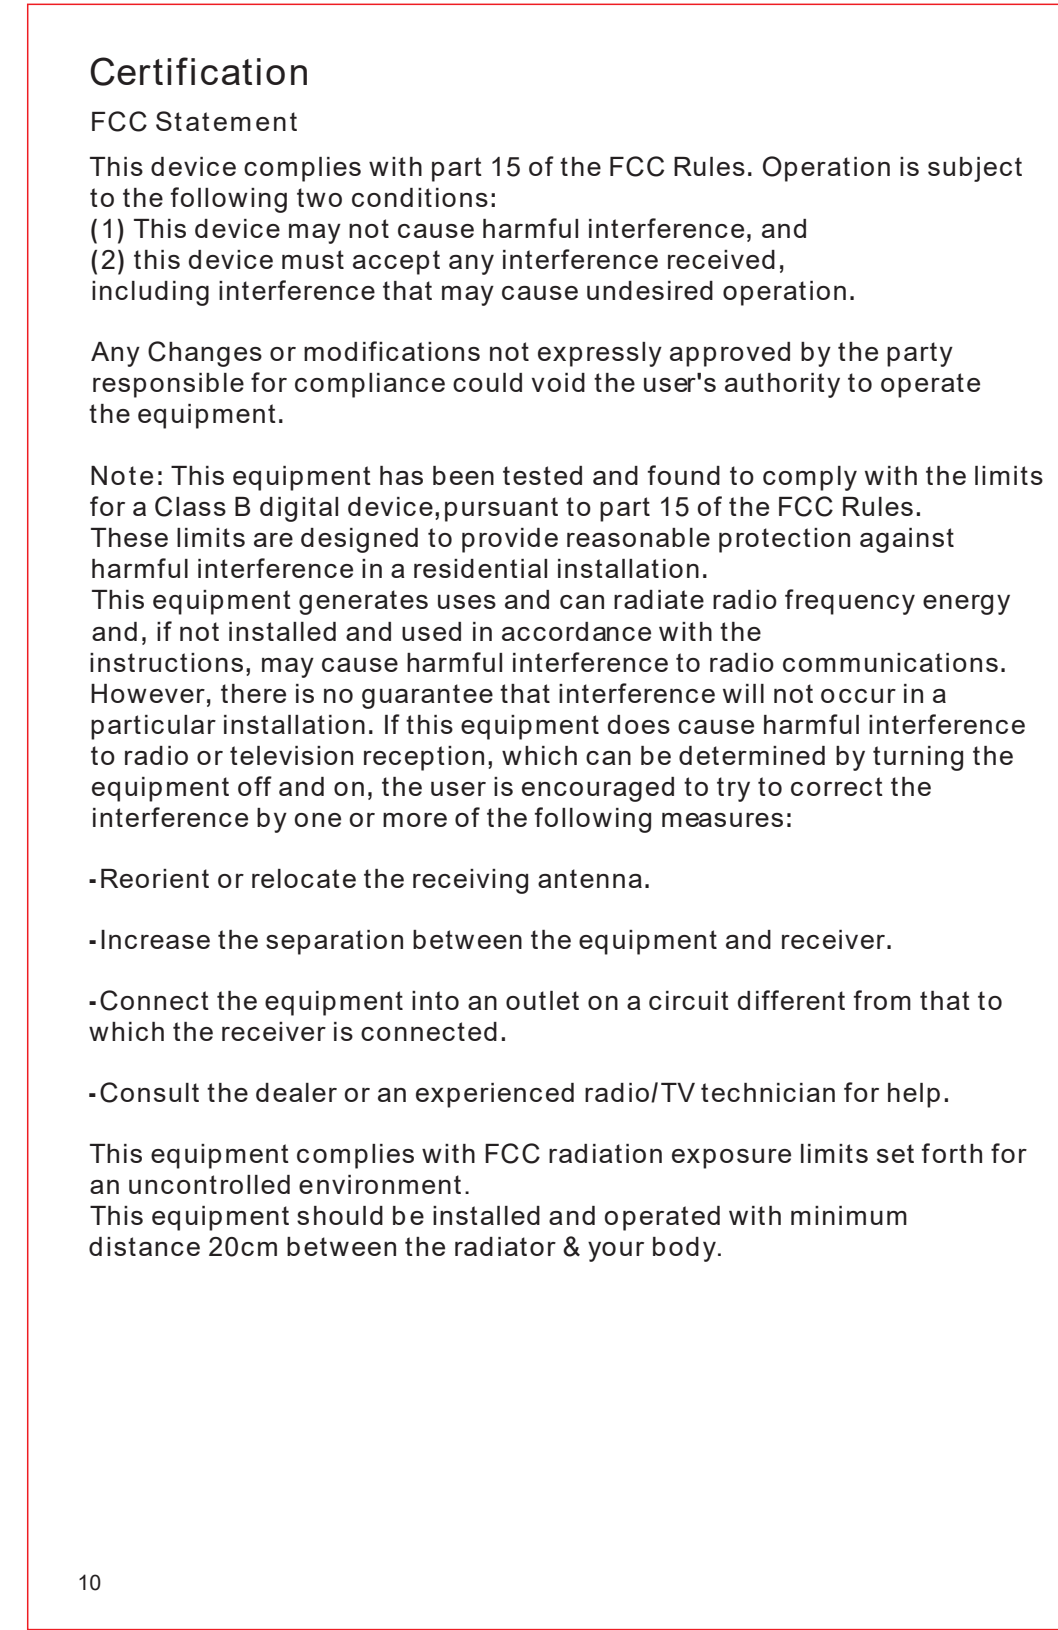 Certification
FCC Statement
This device complies with part 15 of the FCC Rules. Operation is subject
to the following two conditions:
(1) This device may not cause harmful interference, and
(2) this device must accept any interference received,
including interference that may cause undesired operation.
Any Changes or modifications not expressly approved by the party
responsible for compliance could void the user's authority to operate
the equipment.
Note: This equipment has been tested and found to comply with the limits
for a Class B digital device,pursuant to part 15 of the FCC Rules.
These limits are designed to provide reasonable protection against
harmful interference in a residential installation.
This equipment generates uses and can radiate radio frequency energy
and, if not installed and used in accordance with the
instructions, may cause harmful interference to radio communications.
However, there is no guarantee that interference will not occur in a
particular installation. If this equipment does cause harmful interference
to radio or television reception, which can be determined by turning the
equipment off and on, the user is encouraged to try to correct the
interference by one or more of the following measures:
-Reorient or relocate the receiving antenna.
-Increase the separation between the equipment and receiver.
-Connect the equipment into an outlet on a circuit different from that to
which the receiver is connected.
-Consult the dealer or an experienced radio/TV technician for help.
This equipment complies with FCC radiation exposure limits set forth for
an uncontrolled environment.
This equipment should be installed and operated with minimum
distance 20cm between the radiator & your body.
10